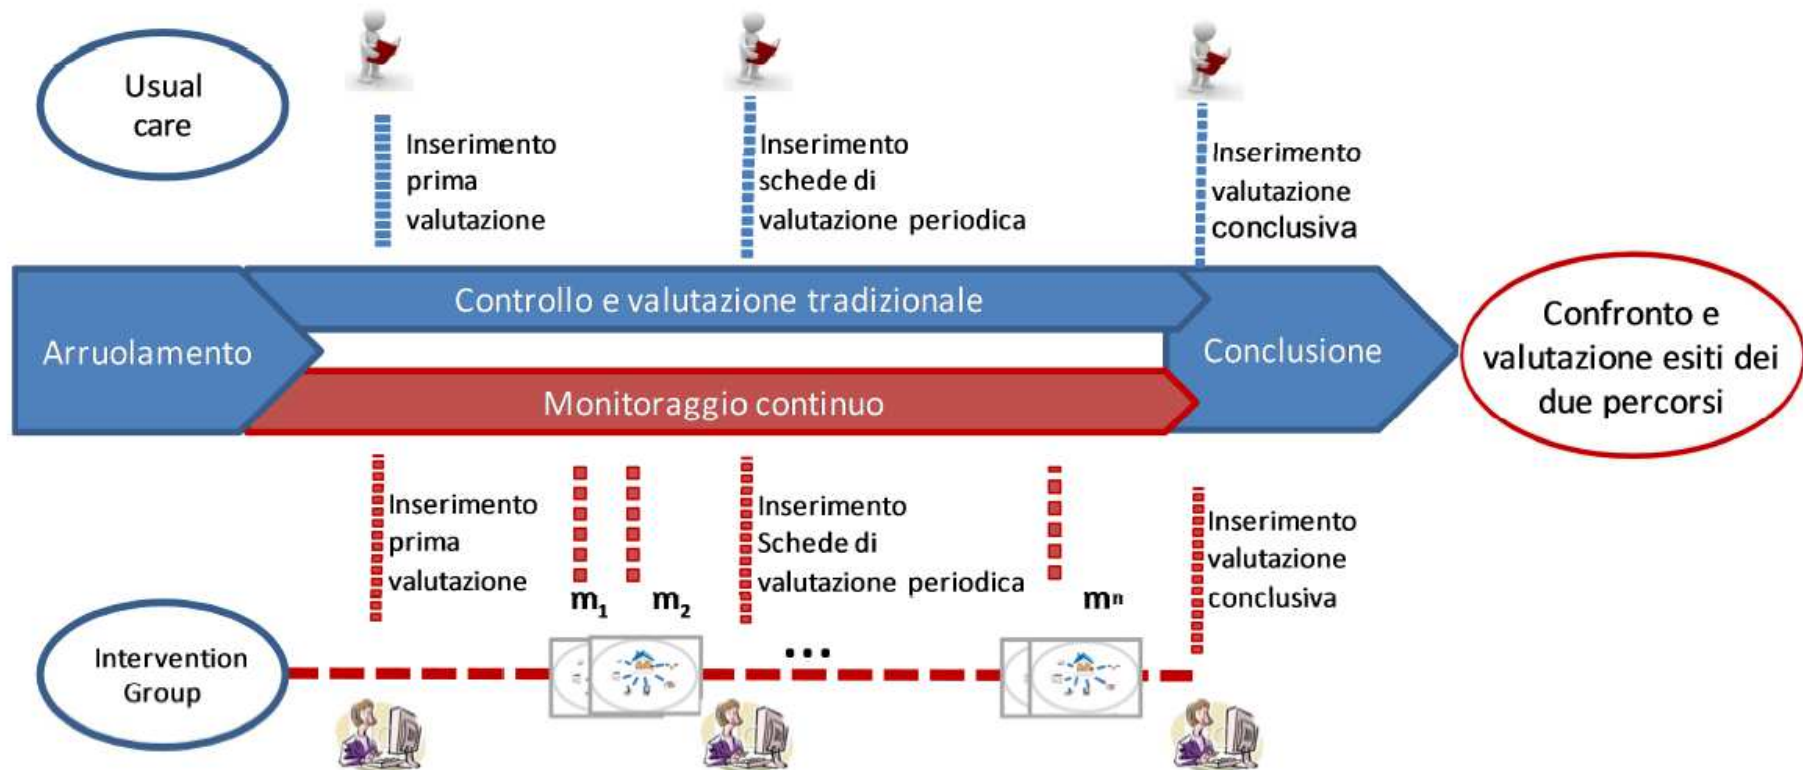 Usual
care
Inserimento
prima
valutazione
Inserimento
schede di
valutazione periodica
Inserimento
valutazione
conclusiva
Arruolamento
Controllo e valutazione tradizionale
Monitoraggio continuo
Conclusione
Confronto e
valutazione esiti dei
due percorsi
Inserimento
prima
valutazione
m₁
m₂
Inserimento
Schede di
valutazione periodica
...
mⁿ
Inserimento
valutazione
conclusiva
Intervention
Group